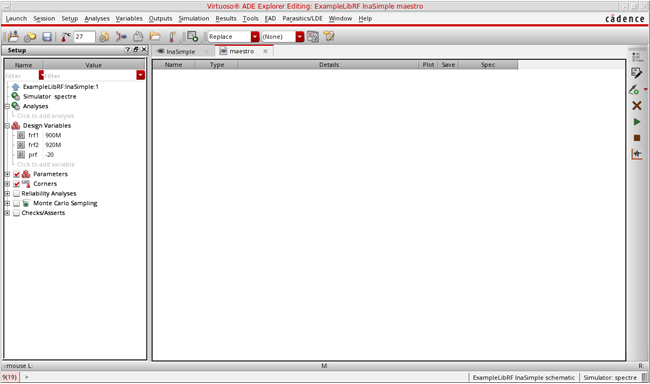 Virtuoso® ADE Explorer Editing: ExampleLibRF lnaSimple maestro
Launch Session Setup Analyses Variables Outputs Simulation Results Tools EAD Parasitics/LDE Window Help cādence
27 Replace (None)
Setup
lnaSimple maestro
Name Value
Name Type Details Plot Save Spec
Filter Filter
ExampleLibRF:lnaSimple:1
Simulator spectre
Analyses
Click to add analysis
Design Variables
frf1 900M
frf2 920M
prf -20
Click to add variable
Parameters
Corners
Reliability Analyses
Monte Carlo Sampling
Checks/Asserts
mouse L: M: R:
9(19) > ExampleLibRF lnaSimple schematic Simulator: spectre